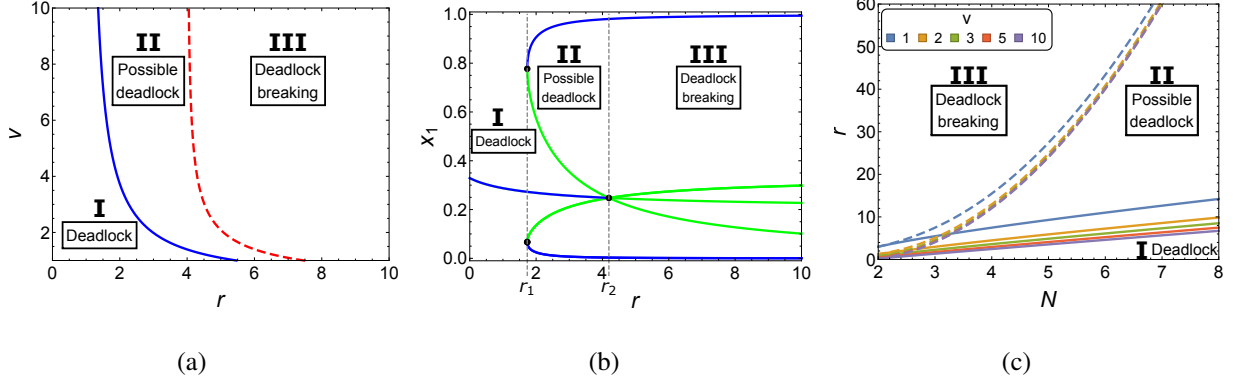 10
8
6
4
2
v
0
2
4
6
8
10
r
I
Deadlock
II
Possible
deadlock
III
Deadlock
breaking
(a)
1.0
0.8
0.6
0.4
0.2
0.0
x1
0
2
4
6
8
10
r1
r2
r
I
Deadlock
II
Possible
deadlock
III
Deadlock
breaking
(b)
60
50
40
30
20
10
0
r
2
3
4
5
6
7
8
N
v
1 2 3 5 10
III
Deadlock
breaking
II
Possible
deadlock
I Deadlock
(c)